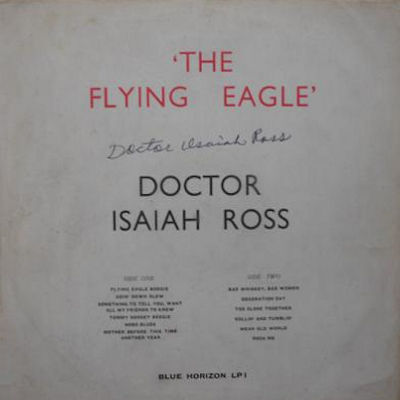 'THE
FLYING EAGLE'
Doctor Isaiah Ross
DOCTOR
ISAIAH ROSS
SIDE ONE
FLYING EAGLE BOOGIE
GOIN' DOWN SLOW
SOMETHING TO TELL YOU, WANT
ALL MY FRIENDS TO KNOW
TOMMY DORSEY BOOGIE
HOBO BLUES
MOTHER BEFORE THIS TIME
ANOTHER YEAR
SIDE TWO
BAD WHISKEY, BAD WOMEN
DECORATION DAY
TOO CLOSE TOGETHER
ROLLIN' AND TUMBLIN'
MEAN OLD WORLD
ROCK ME
BLUE HORIZON LP1